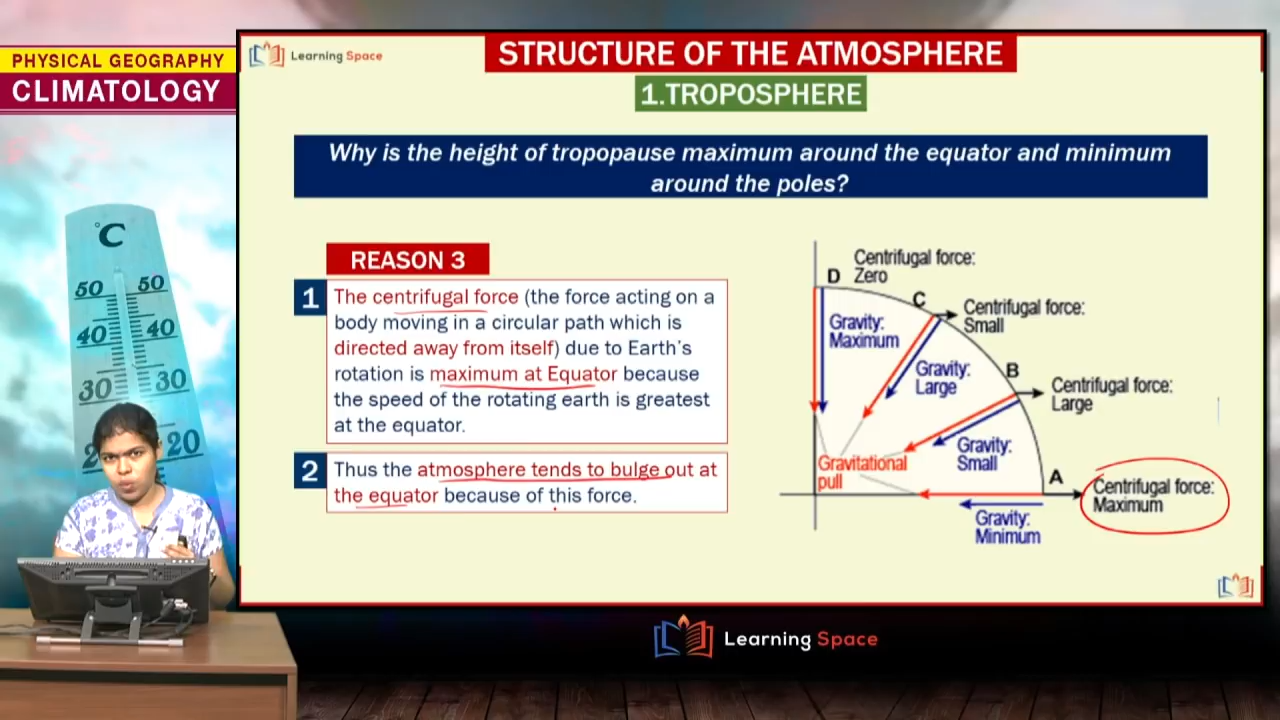 PHYSICAL GEOGRAPHY
CLIMATOLOGY
Learning Space
STRUCTURE OF THE ATMOSPHERE
1.TROPOSPHERE
Why is the height of tropopause maximum around the equator and minimum
around the poles?
REASON 3
1
The centrifugal force (the force acting on a
body moving in a circular path which is
directed away from itself) due to Earth's
rotation is maximum at Equator because
the speed of the rotating earth is greatest
at the equator.
2
Thus the atmosphere tends to bulge out at
the equator because of this force.
D
Centrifugal force:
Zero
C
Centrifugal force:
Small
Gravity:
Maximum
Gravity:
Large
B
Centrifugal force:
Large
Gravity:
Small
Gravitational
pull
A
Centrifugal force:
Maximum
Gravity:
Minimum
°C
50 50
40 40
30 30
2 20
Learning Space